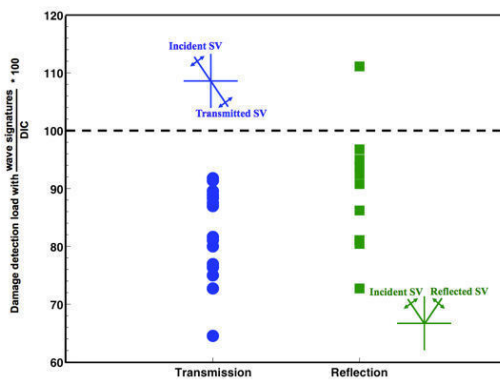 120
110
100
90
80
70
60
Damage detection load with wave signatures / DIC * 100
Incident SV
Transmitted SV
Incident SV Reflected SV
Transmission Reflection